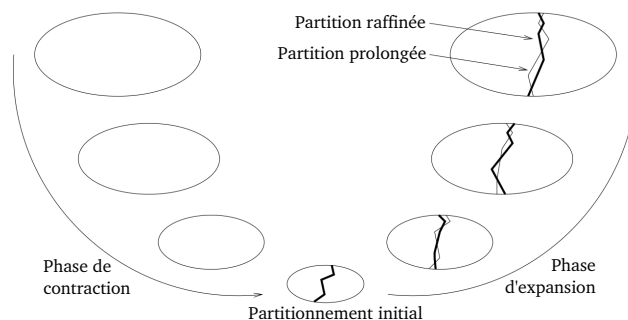 Partition raffinée
Partition prolongée
Phase de
contraction
Phase
d'expansion
Partitionnement initial